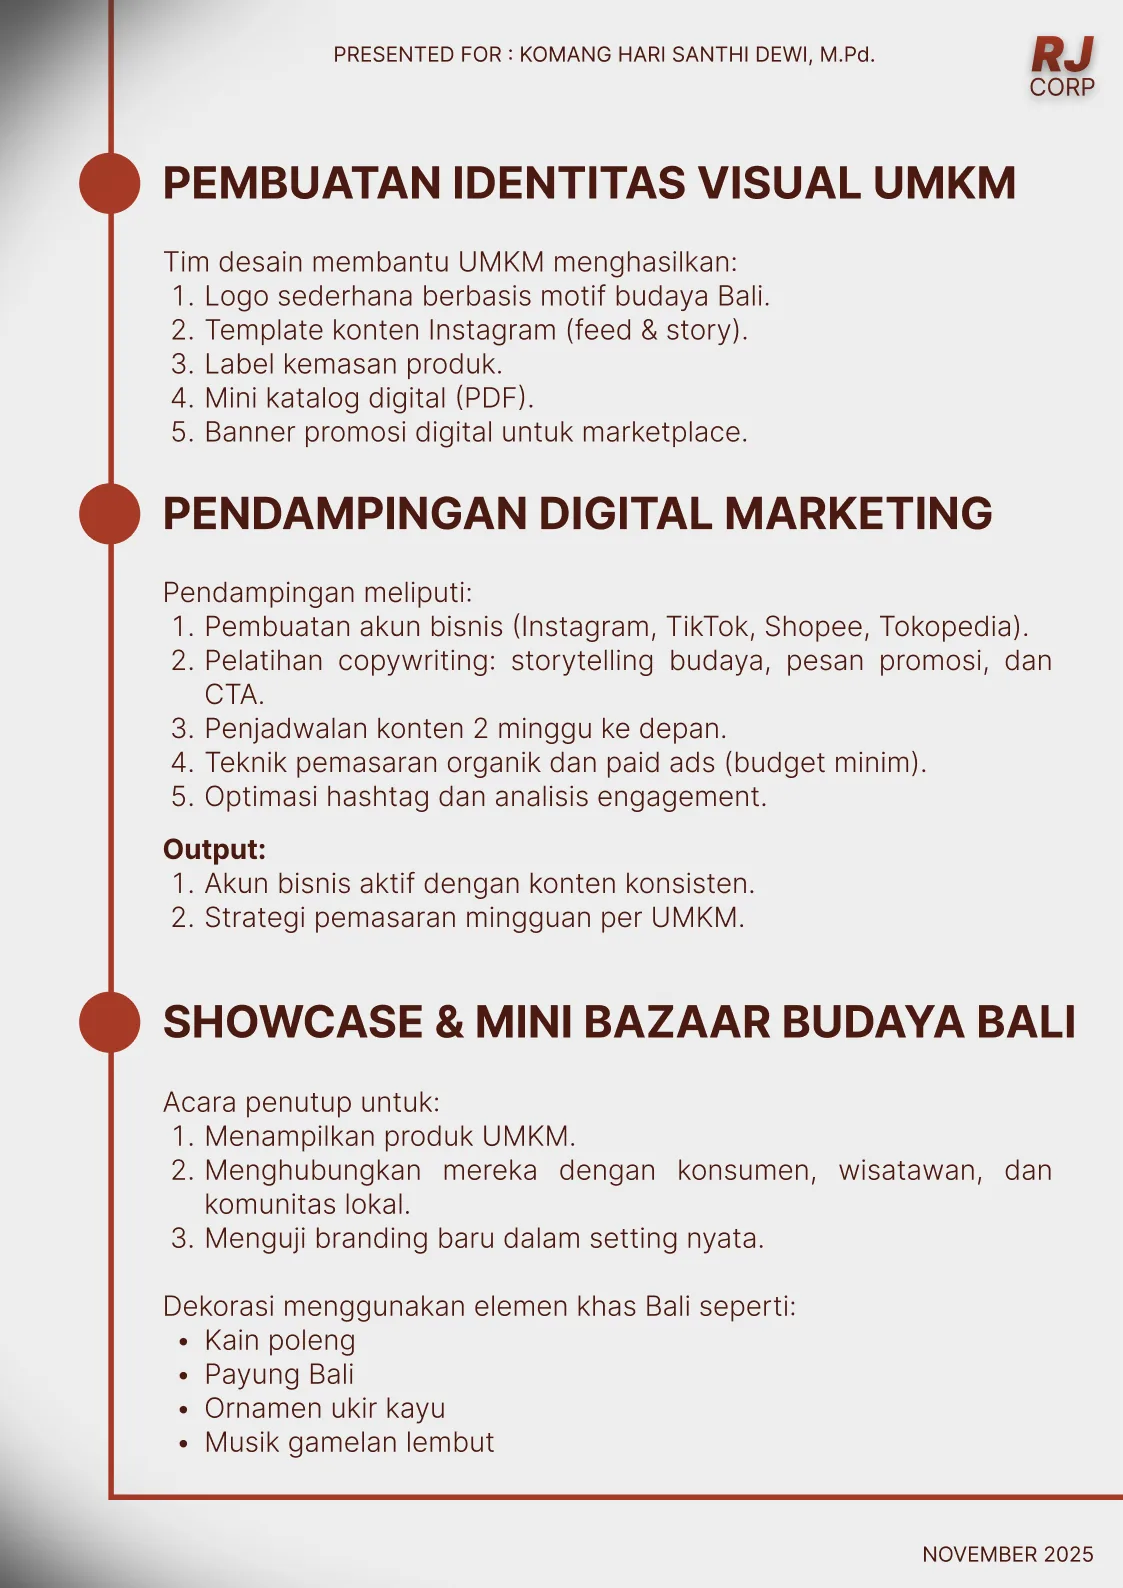 PRESENTED FOR : KOMANG HARI SANTHI DEWI, M.Pd.
RJ
CORP
PEMBUATAN IDENTITAS VISUAL UMKM
Tim desain membantu UMKM menghasilkan:
1. Logo sederhana berbasis motif budaya Bali.
2. Template konten Instagram (feed & story).
3. Label kemasan produk.
4. Mini katalog digital (PDF).
5. Banner promosi digital untuk marketplace.
PENDAMPINGAN DIGITAL MARKETING
Pendampingan meliputi:
1. Pembuatan akun bisnis (Instagram, TikTok, Shopee, Tokopedia).
2. Pelatihan copywriting: storytelling budaya, pesan promosi, dan
CTA.
3. Penjadwalan konten 2 minggu ke depan.
4. Teknik pemasaran organik dan paid ads (budget minim).
5. Optimasi hashtag dan analisis engagement.
Output:
1. Akun bisnis aktif dengan konten konsisten.
2. Strategi pemasaran mingguan per UMKM.
SHOWCASE & MINI BAZAAR BUDAYA BALI
Acara penutup untuk:
1. Menampilkan produk UMKM.
2. Menghubungkan mereka dengan konsumen, wisatawan, dan
komunitas lokal.
3. Menguji branding baru dalam setting nyata.
Dekorasi menggunakan elemen khas Bali seperti:
• Kain poleng
• Payung Bali
• Ornamen ukir kayu
• Musik gamelan lembut
NOVEMBER 2025